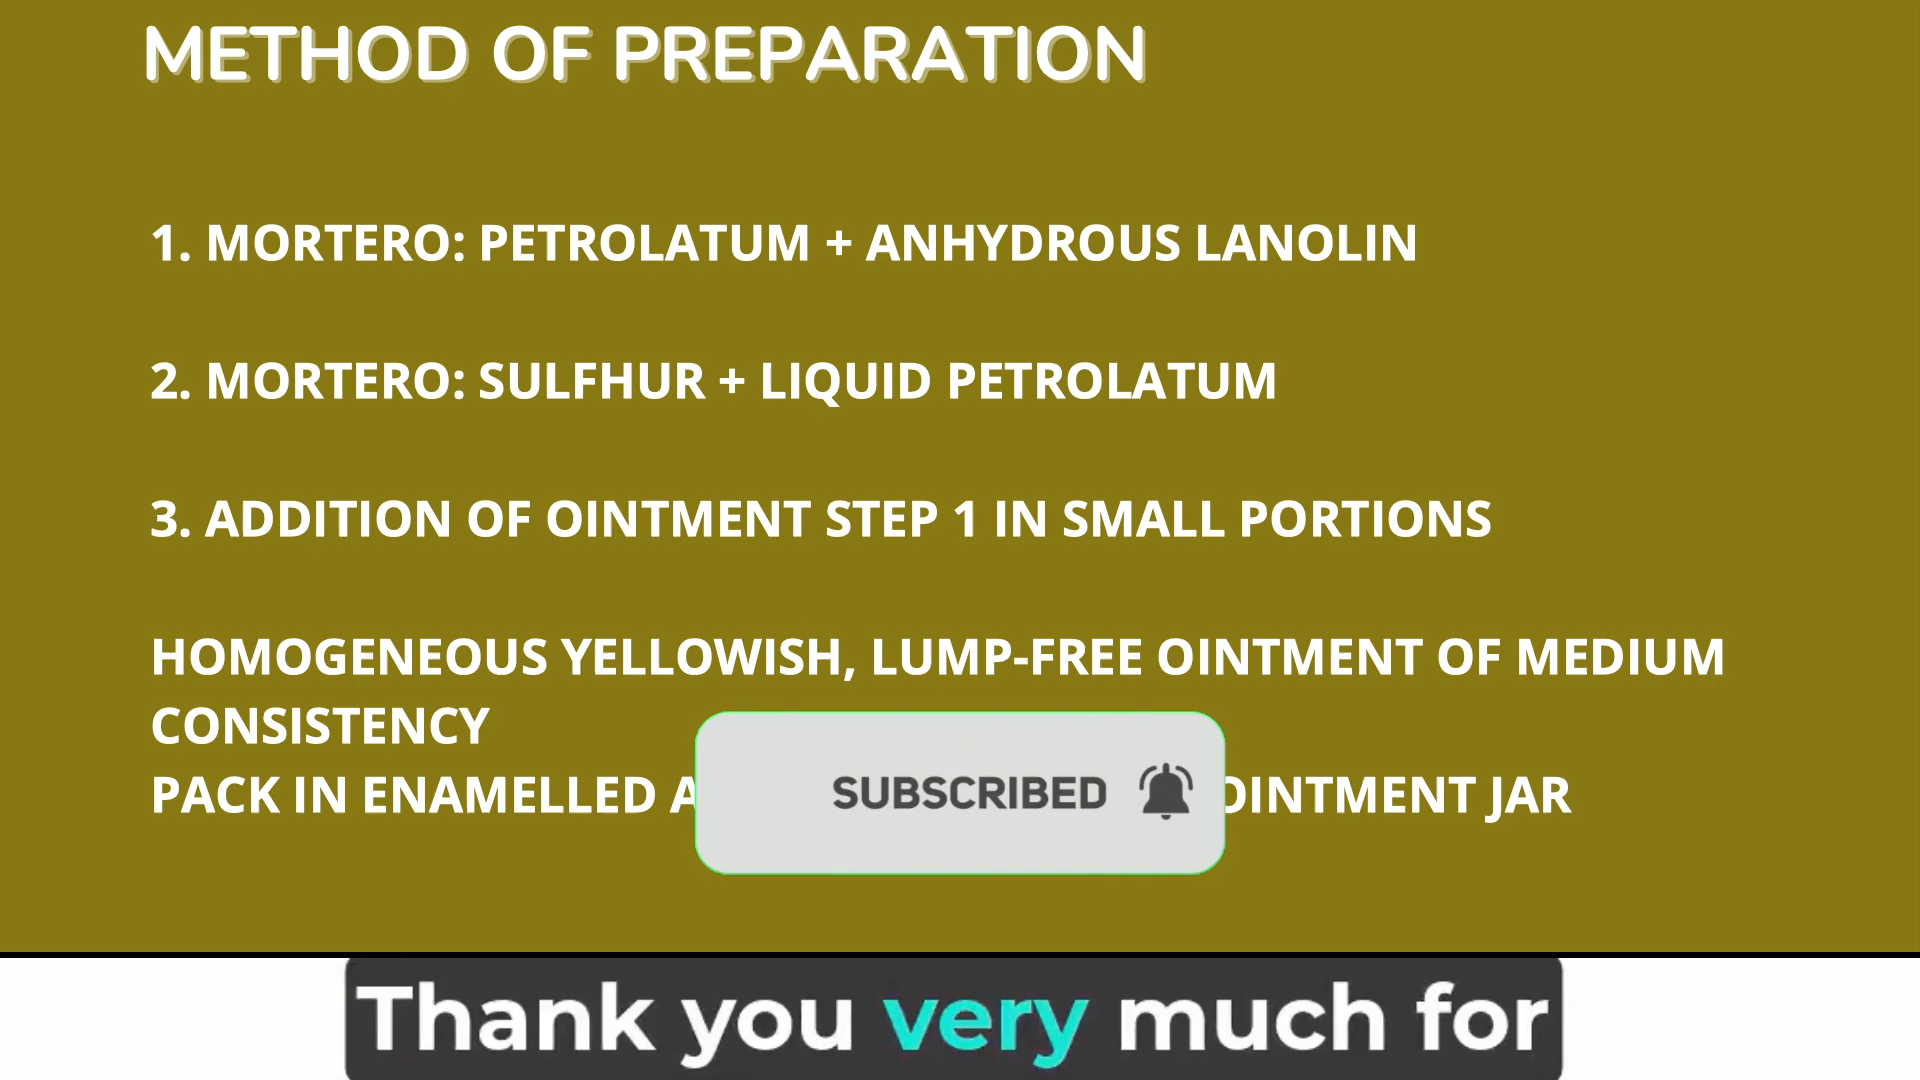 METHOD OF PREPARATION
1. MORTERO: PETROLATUM + ANHYDROUS LANOLIN
2. MORTERO: SULFHUR + LIQUID PETROLATUM
3. ADDITION OF OINTMENT STEP 1 IN SMALL PORTIONS
HOMOGENEOUS YELLOWISH, LUMP-FREE OINTMENT OF MEDIUM
CONSISTENCY
PACK IN ENAMELLED OINTMENT JAR
SUBSCRIBED
Thank you very much for